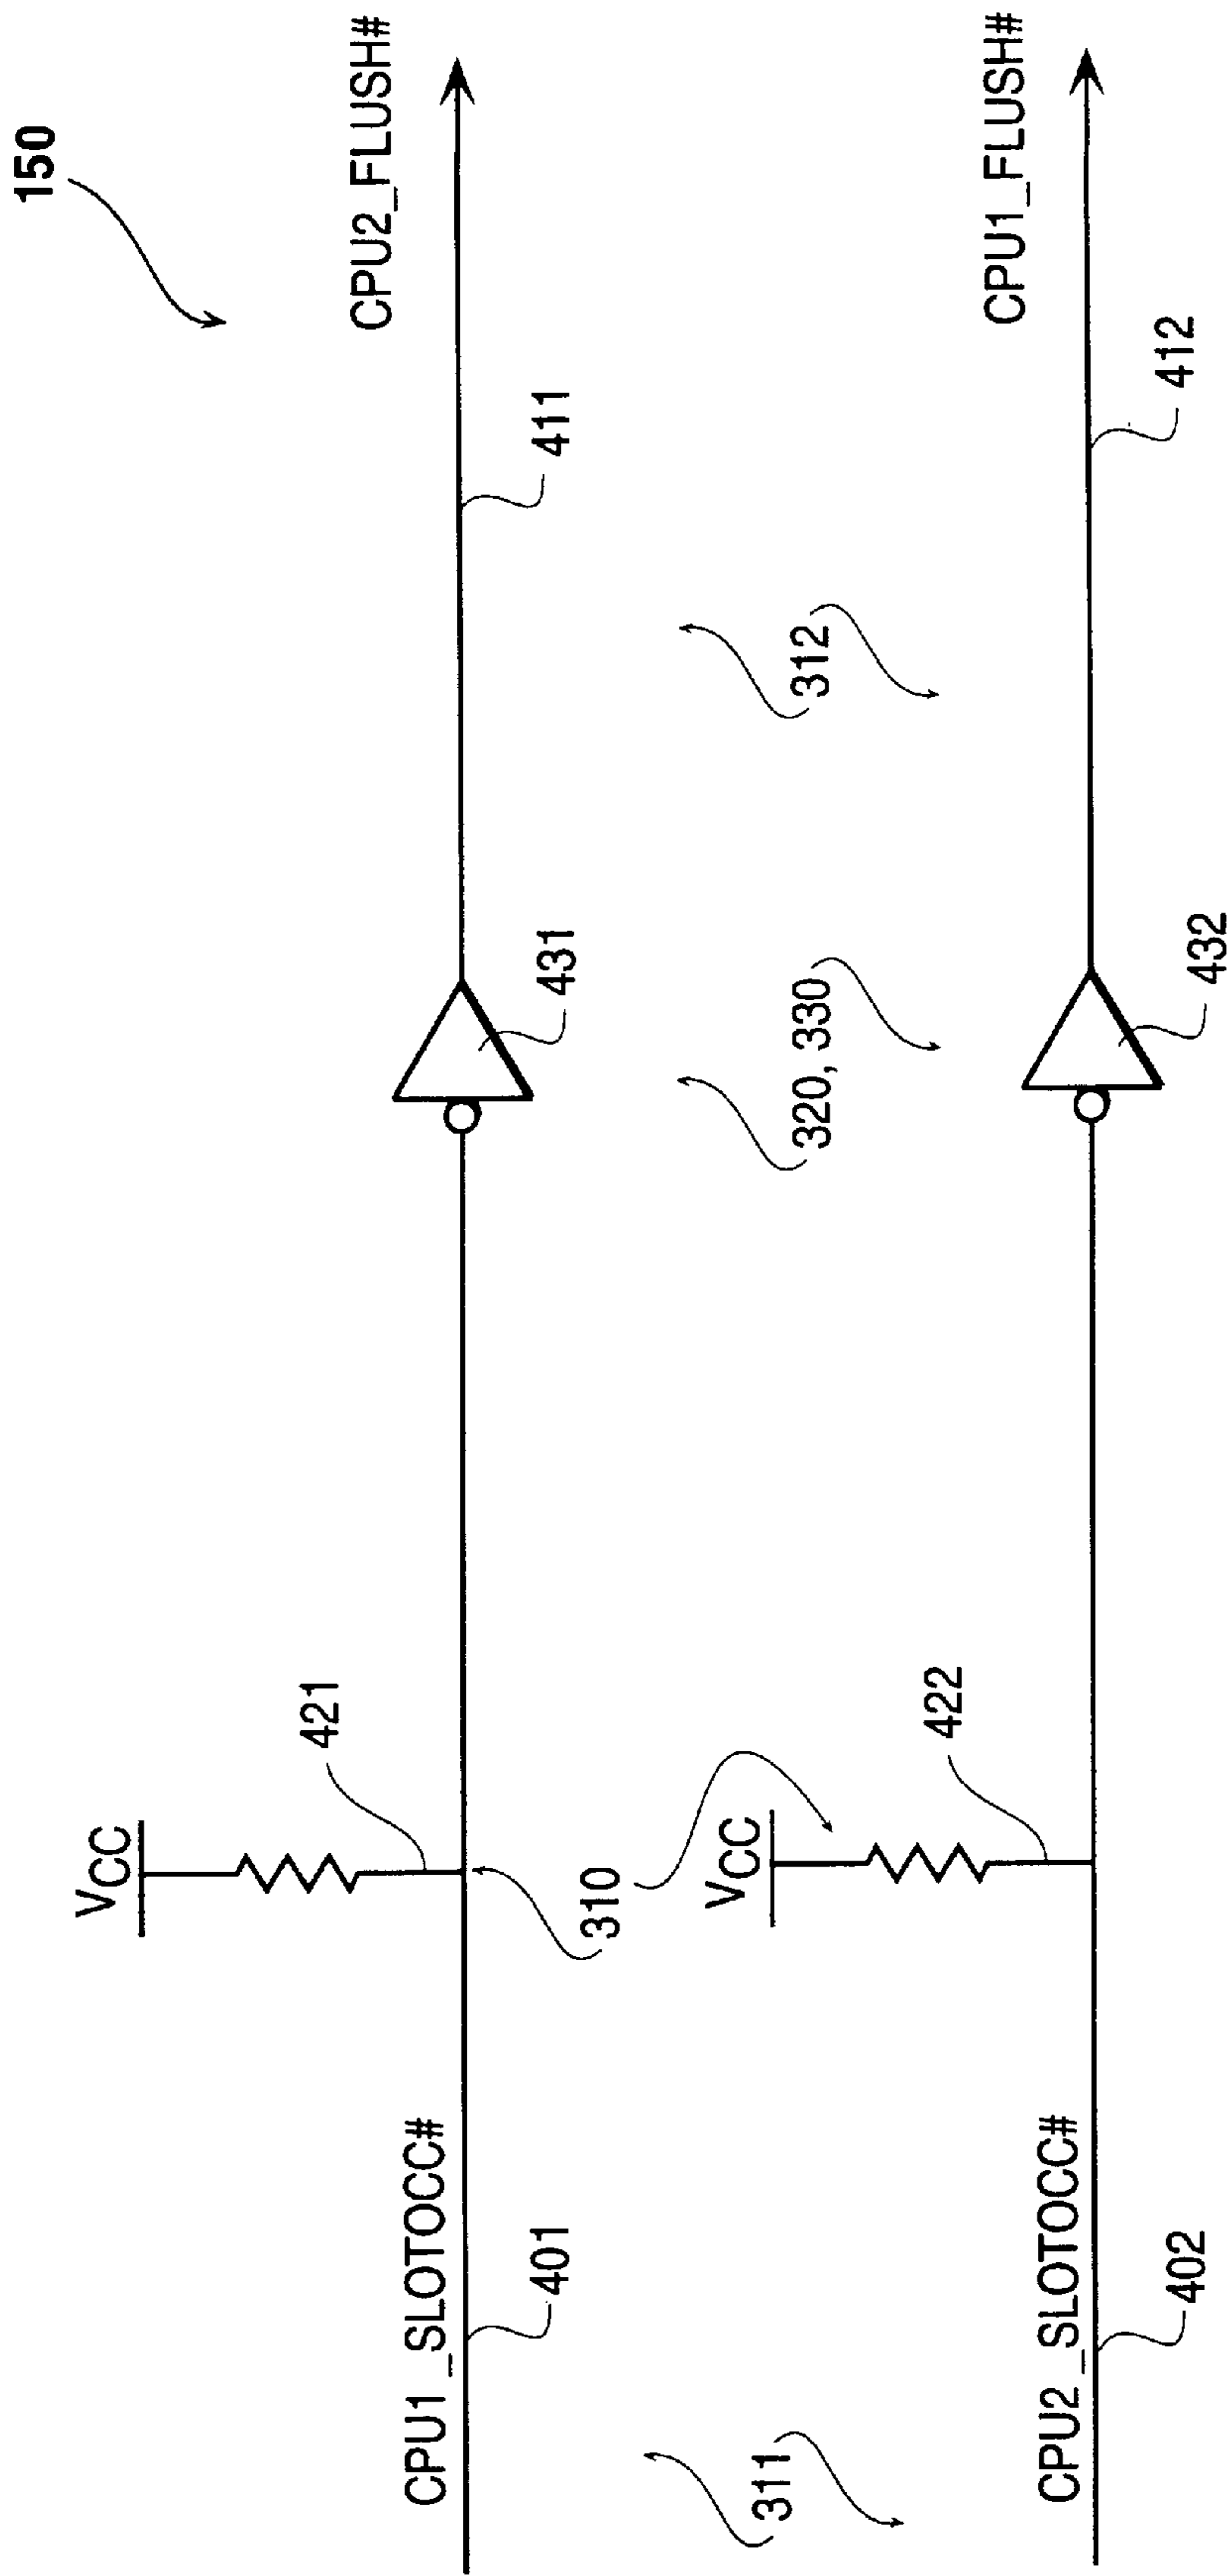 150
VCC
421
CPU1_SLOTOCC#
401
431
411
CPU2_FLUSH#
311
310
320, 330
312
VCC
422
CPU2_SLOTOCC#
402
432
412
CPU1_FLUSH#